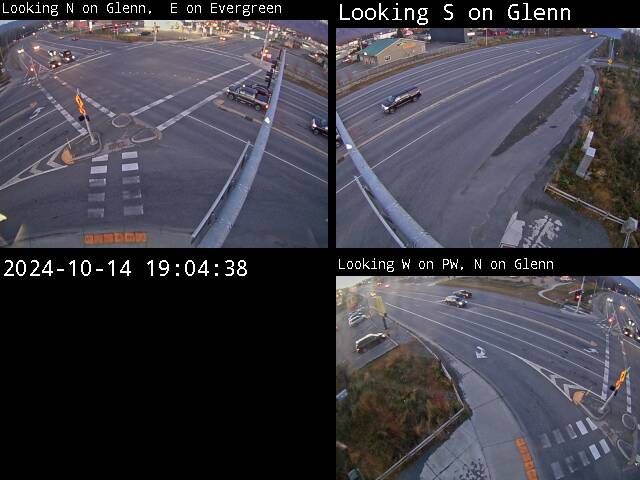 Looking N on Glenn,  E on Evergreen
Looking S on Glenn
2024-10-14 19:04:38
Looking W on PW, N on Glenn